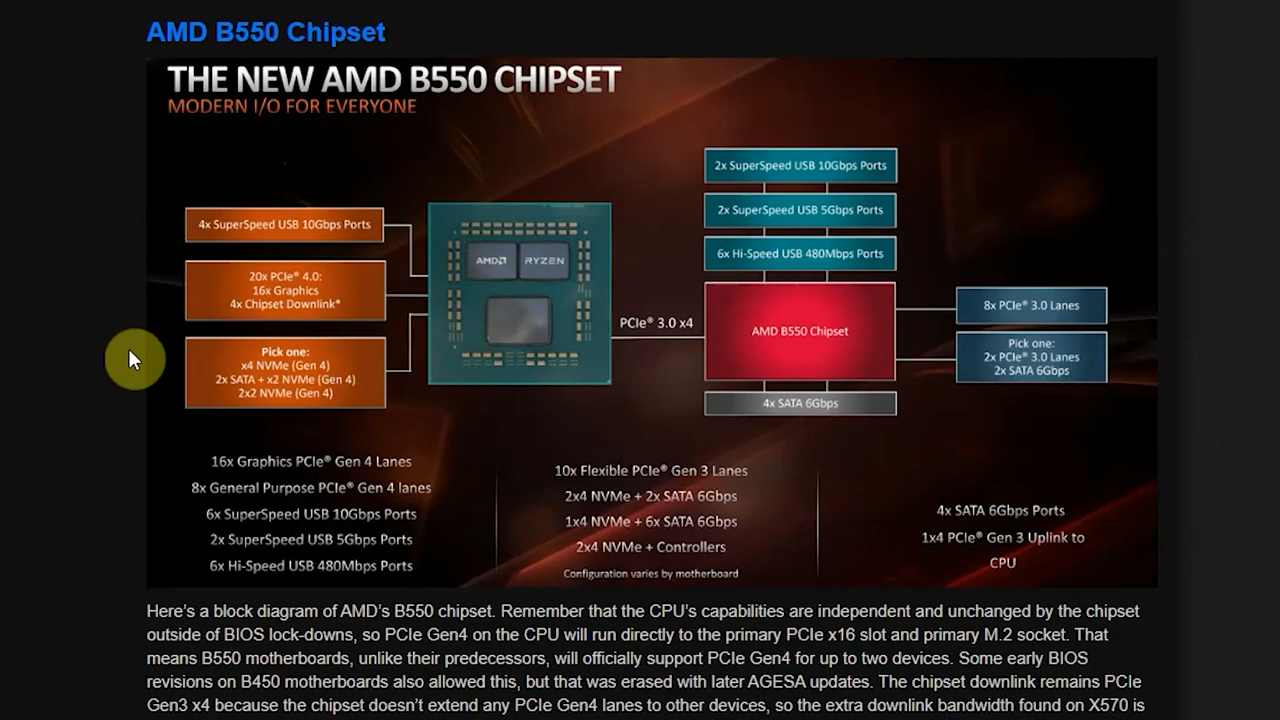 AMD B550 Chipset
THE NEW AMD B550 CHIPSET
MODERN I/O FOR EVERYONE
4x SuperSpeed USB 10Gbps Ports
20x PCIe® 4.0:
16x Graphics
4x Chipset Downlink*
Pick one:
x4 NVMe (Gen 4)
2x SATA + x2 NVMe (Gen 4)
2x2 NVMe (Gen 4)
AMD RYZEN
PCIe® 3.0 x4
2x SuperSpeed USB 10Gbps Ports
2x SuperSpeed USB 5Gbps Ports
6x Hi-Speed USB 480Mbps Ports
AMD B550 Chipset
4x SATA 6Gbps
8x PCIe® 3.0 Lanes
Pick one:
2x PCIe® 3.0 Lanes
2x SATA 6Gbps
16x Graphics PCIe® Gen 4 Lanes
8x General Purpose PCIe® Gen 4 lanes
6x SuperSpeed USB 10Gbps Ports
2x SuperSpeed USB 5Gbps Ports
6x Hi-Speed USB 480Mbps Ports
10x Flexible PCIe® Gen 3 Lanes
2x4 NVMe + 2x SATA 6Gbps
1x4 NVMe + 6x SATA 6Gbps
2x4 NVMe + Controllers
Configuration varies by motherboard
4x SATA 6Gbps Ports
1x4 PCIe® Gen 3 Uplink to
CPU
Here's a block diagram of AMD's B550 chipset. Remember that the CPU's capabilities are independent and unchanged by the chipset
outside of BIOS lock-downs, so PCIe Gen4 on the CPU will run directly to the primary PCIe x16 slot and primary M.2 socket. That
means B550 motherboards, unlike their predecessors, will officially support PCIe Gen4 for up to two devices. Some early BIOS
revisions on B450 motherboards also allowed this, but that was erased with later AGESA updates. The chipset downlink remains PCIe
Gen3 x4 because the chipset doesn't extend any PCIe Gen4 lanes to other devices, so the extra downlink bandwidth found on X570 is